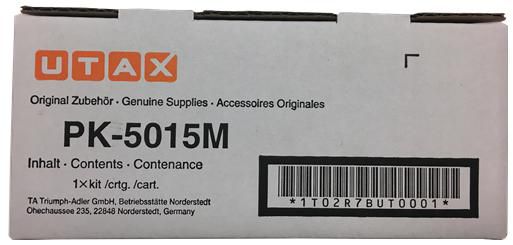 UTAX
Original Zubehör · Genuine Supplies · Accessoires Originales
PK-5015M
Inhalt · Contents · Contenance
1×kit /crtg. /cart.
TA Triumph-Adler GmbH, Betriebsstätte Norderstedt
Ohechaussee 235, 22848 Norderstedt, Germany
*1T02R7BUT0001*